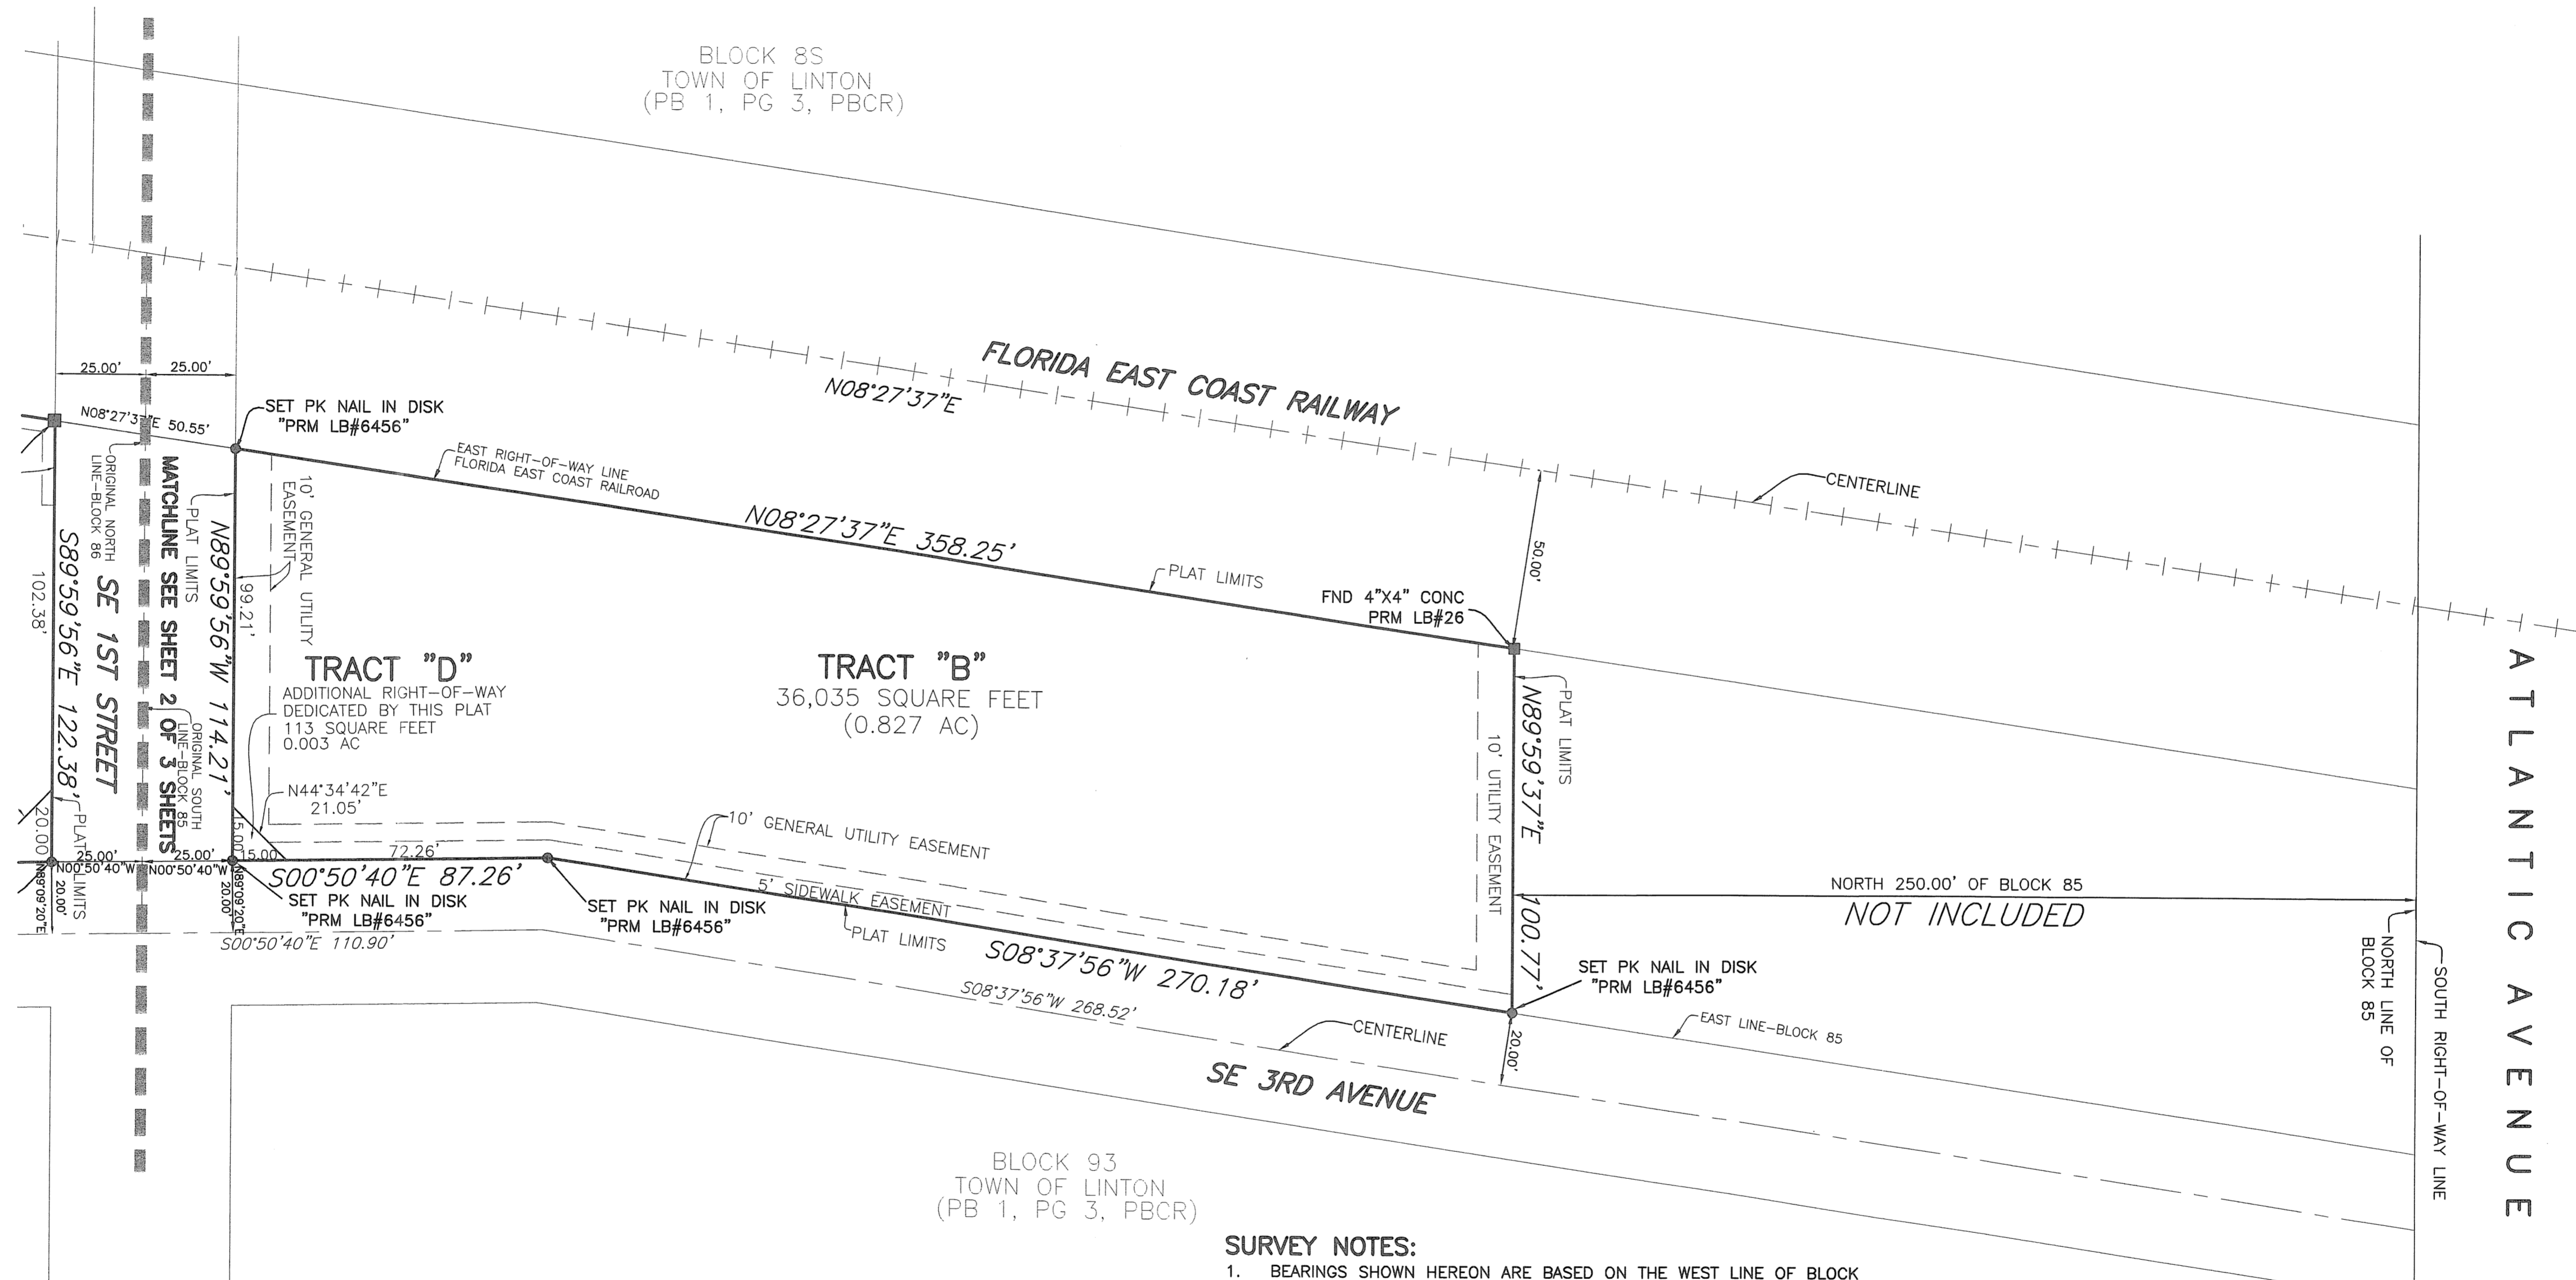 BLOCK 8S
TOWN OF LINTON
(PB 1, PG 3, PBCR)
FLORIDA EAST COAST RAILWAY
N08°27'37"E
CENTERLINE
25.00'
25.00'
N08°27'37"E 50.55'
SET PK NAIL IN DISK
"PRM LB#6456"
EAST RIGHT-OF-WAY LINE
FLORIDA EAST COAST RAILROAD
N08°27'37"E 358.25'
PLAT LIMITS
50.00'
FND 4"X4" CONC
PRM LB#26
S89°59'56"E 122.38'
102.38'
20.00'
PLAT LIMITS
SE 1ST STREET
ORIGINAL NORTH
LINE-BLOCK 86
MATCHLINE SEE SHEET 2 OF 3 SHEETS
PLAT LIMITS
ORIGINAL SOUTH
LINE-BLOCK 85
N89°59'56"W 114.21'
99.21'
15.00'
10' GENERAL UTILITY
EASEMENT
TRACT "D"
ADDITIONAL RIGHT-OF-WAY
DEDICATED BY THIS PLAT
113 SQUARE FEET
0.003 AC
N44°34'42"E
21.05'
TRACT "B"
36,035 SQUARE FEET
(0.827 AC)
10' GENERAL UTILITY EASEMENT
5' SIDEWALK EASEMENT
PLAT LIMITS
10' UTILITY EASEMENT
N89°59'37"E
100.77'
PLAT LIMITS
25.00'
25.00'
N00°50'40"W
N00°50'40"W
N89°09'20"E
20.00'
N89°09'20"E
20.00'
15.00'
72.26'
S00°50'40"E 87.26'
SET PK NAIL IN DISK
"PRM LB#6456"
S00°50'40"E 110.90'
SET PK NAIL IN DISK
"PRM LB#6456"
S08°37'56"W 270.18'
S08°37'56"W 268.52'
CENTERLINE
SE 3RD AVENUE
SET PK NAIL IN DISK
"PRM LB#6456"
20.00'
EAST LINE-BLOCK 85
NORTH 250.00' OF BLOCK 85
NOT INCLUDED
NORTH LINE OF
BLOCK 85
SOUTH RIGHT-OF-WAY LINE
ATLANTIC AVENUE
BLOCK 93
TOWN OF LINTON
(PB 1, PG 3, PBCR)
SURVEY NOTES:
1. BEARINGS SHOWN HEREON ARE BASED ON THE WEST LINE OF BLOCK